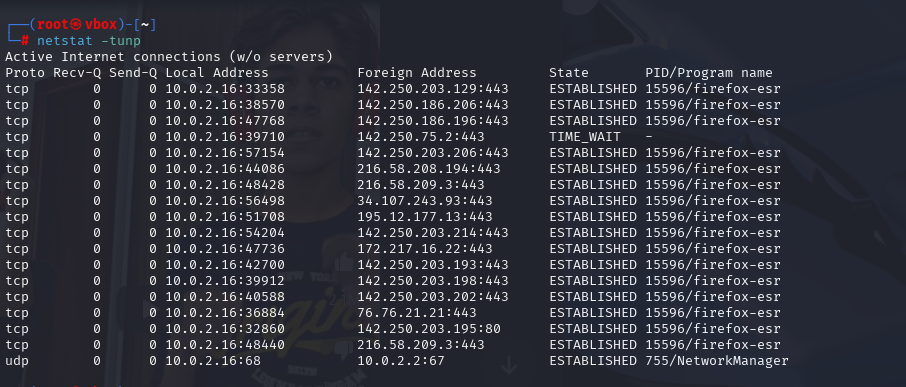 ┌──(root㉿vbox)-[~]
└─# netstat -tunp
Active Internet connections (w/o servers)
Proto Recv-Q Send-Q Local Address           Foreign Address         State       PID/Program name
tcp        0      0 10.0.2.16:33358         142.250.203.129:443     ESTABLISHED 15596/firefox-esr
tcp        0      0 10.0.2.16:38570         142.250.186.206:443     ESTABLISHED 15596/firefox-esr
tcp        0      0 10.0.2.16:47768         142.250.186.196:443     ESTABLISHED 15596/firefox-esr
tcp        0      0 10.0.2.16:39710         142.250.75.2:443        TIME_WAIT   -
tcp        0      0 10.0.2.16:57154         142.250.203.206:443     ESTABLISHED 15596/firefox-esr
tcp        0      0 10.0.2.16:44086         216.58.208.194:443      ESTABLISHED 15596/firefox-esr
tcp        0      0 10.0.2.16:48428         216.58.209.3:443        ESTABLISHED 15596/firefox-esr
tcp        0      0 10.0.2.16:56498         34.107.243.93:443       ESTABLISHED 15596/firefox-esr
tcp        0      0 10.0.2.16:51708         195.12.177.13:443       ESTABLISHED 15596/firefox-esr
tcp        0      0 10.0.2.16:54204         142.250.203.214:443     ESTABLISHED 15596/firefox-esr
tcp        0      0 10.0.2.16:47736         172.217.16.22:443       ESTABLISHED 15596/firefox-esr
tcp        0      0 10.0.2.16:42700         142.250.203.193:443     ESTABLISHED 15596/firefox-esr
tcp        0      0 10.0.2.16:39912         142.250.203.198:443     ESTABLISHED 15596/firefox-esr
tcp        0      0 10.0.2.16:40588         142.250.203.202:443     ESTABLISHED 15596/firefox-esr
tcp        0      0 10.0.2.16:36884         76.76.21.21:443         ESTABLISHED 15596/firefox-esr
tcp        0      0 10.0.2.16:32860         142.250.203.195:80      ESTABLISHED 15596/firefox-esr
tcp        0      0 10.0.2.16:48440         216.58.209.3:443        ESTABLISHED 15596/firefox-esr
udp        0      0 10.0.2.16:68            10.0.2.2:67             ESTABLISHED 755/NetworkManager